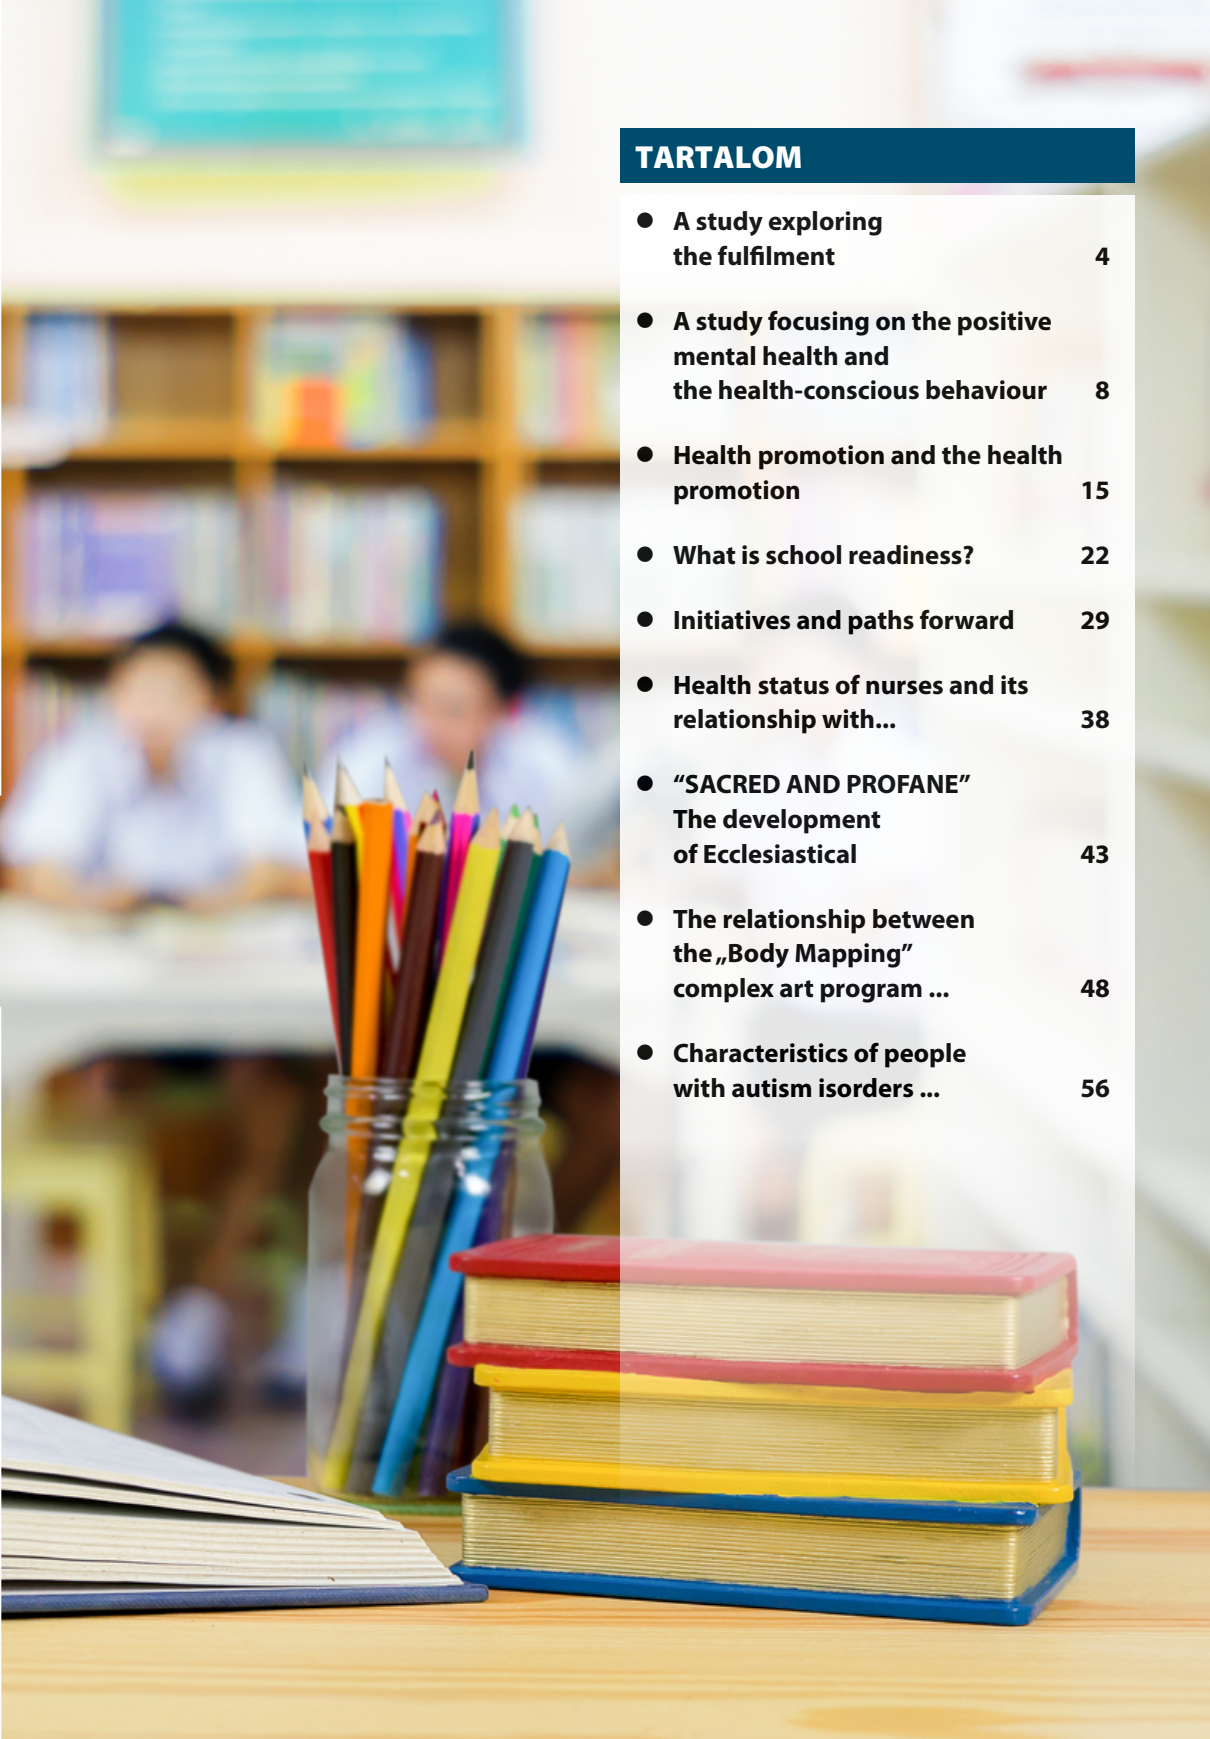 TARTALOM
● A study exploring
the fulfilment 4
● A study focusing on the positive
mental health and
the health-conscious behaviour 8
● Health promotion and the health
promotion 15
● What is school readiness? 22
● Initiatives and paths forward 29
● Health status of nurses and its
relationship with... 38
● “SACRED AND PROFANE”
The development
of Ecclesiastical 43
● The relationship between
the „Body Mapping”
complex art program ... 48
● Characteristics of people
with autism isorders ... 56